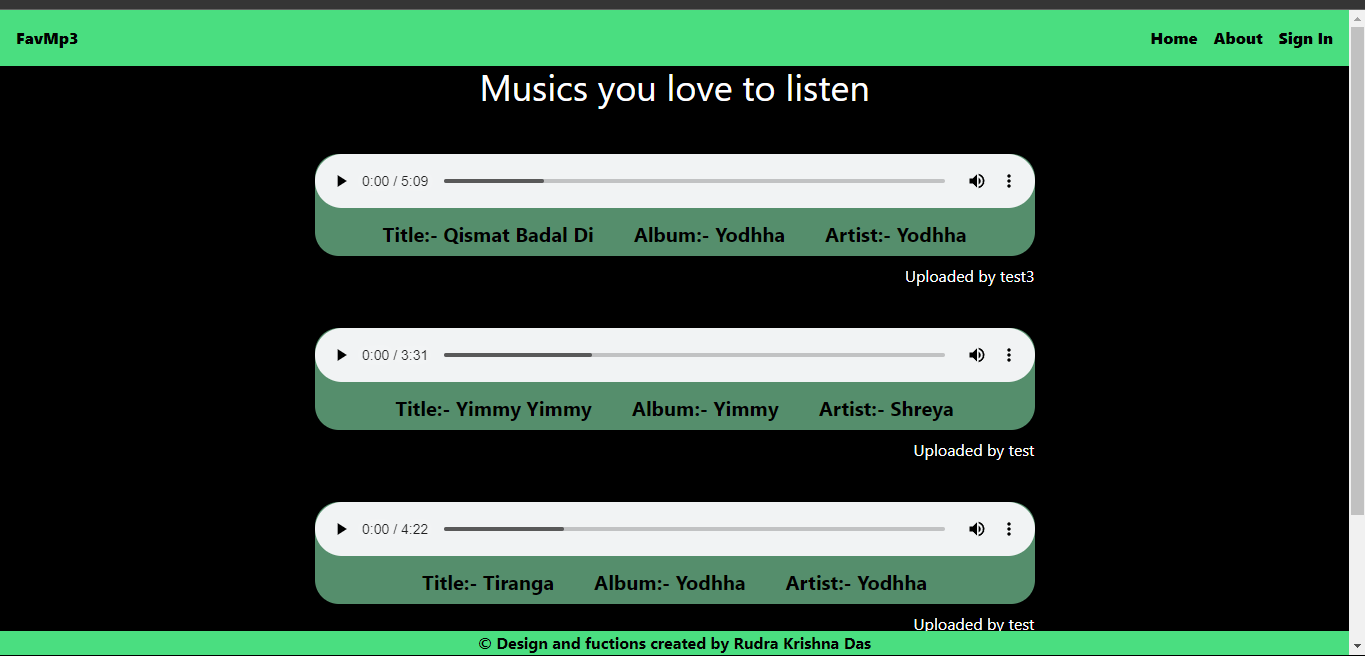 FavMp3 Home About Sign In
Musics you love to listen
0:00 / 5:09
Title:- Qismat Badal Di Album:- Yodhha Artist:- Yodhha
Uploaded by test3
0:00 / 3:31
Title:- Yimmy Yimmy Album:- Yimmy Artist:- Shreya
Uploaded by test
0:00 / 4:22
Title:- Tiranga Album:- Yodhha Artist:- Yodhha
Uploaded by test
© Design and fuctions created by Rudra Krishna Das